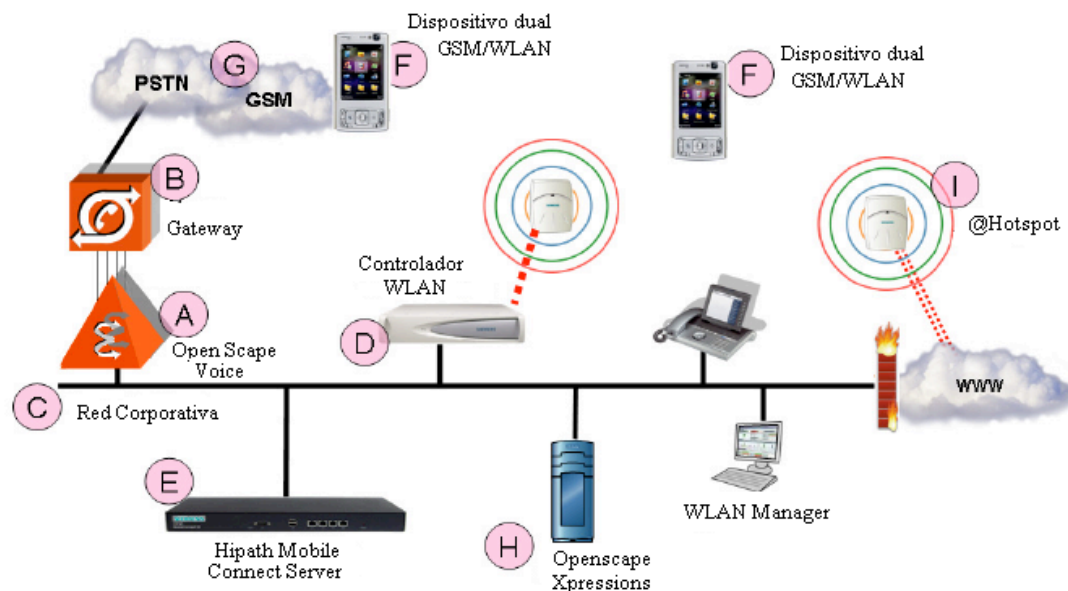 Dispositivo dual
GSM/WLAN
F
G
PSTN
GSM
Dispositivo dual
GSM/WLAN
F
B
Gateway
I
@Hotspot
Controlador
WLAN
D
A
Open Scape
Voice
WWW
C
Red Corporativa
E
Hipath Mobile
Connect Server
H
Openscape
Xpressions
WLAN Manager